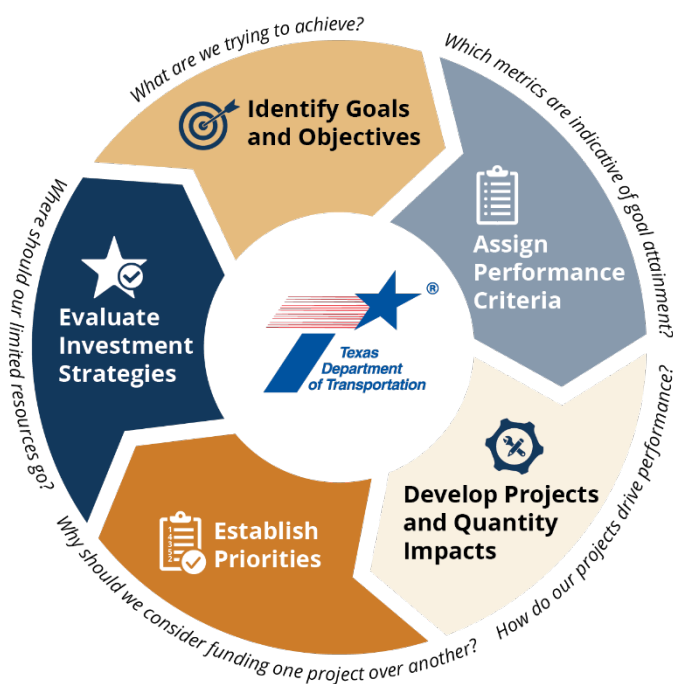 What are we trying to achieve?
Identify Goals
and Objectives
Which metrics are indicative of goal attainment?
Assign
Performance
Criteria
How do our projects drive performance?
Develop Projects
and Quantity
Impacts
Why should we consider funding one project over another?
Establish
Priorities
Where should our limited resources go?
Evaluate
Investment
Strategies
®
Texas
Department
of Transportation